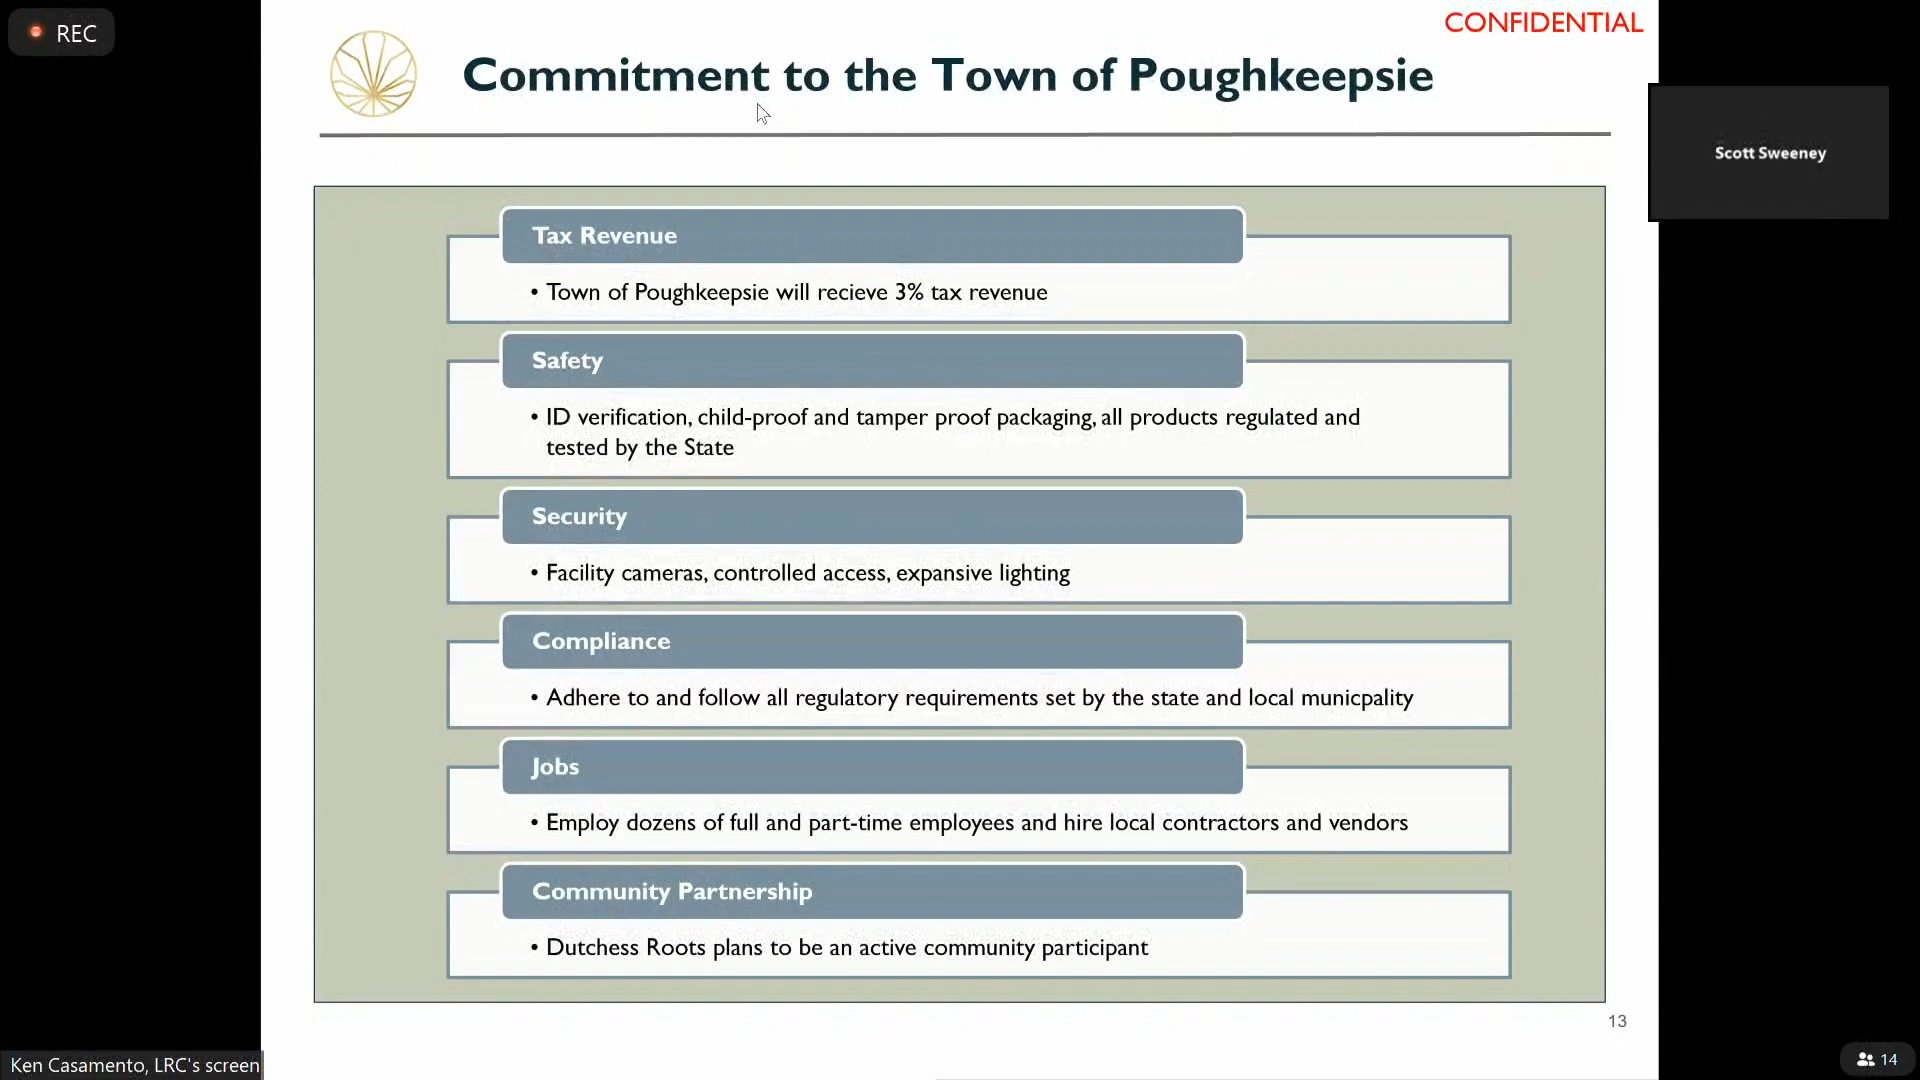 REC
CONFIDENTIAL
Commitment to the Town of Poughkeepsie
Scott Sweeney
Tax Revenue
• Town of Poughkeepsie will recieve 3% tax revenue
Safety
• ID verification, child-proof and tamper proof packaging, all products regulated and
tested by the State
Security
• Facility cameras, controlled access, expansive lighting
Compliance
• Adhere to and follow all regulatory requirements set by the state and local municpality
Jobs
• Employ dozens of full and part-time employees and hire local contractors and vendors
Community Partnership
• Dutchess Roots plans to be an active community participant
13
Ken Casamento, LRC's screen
14